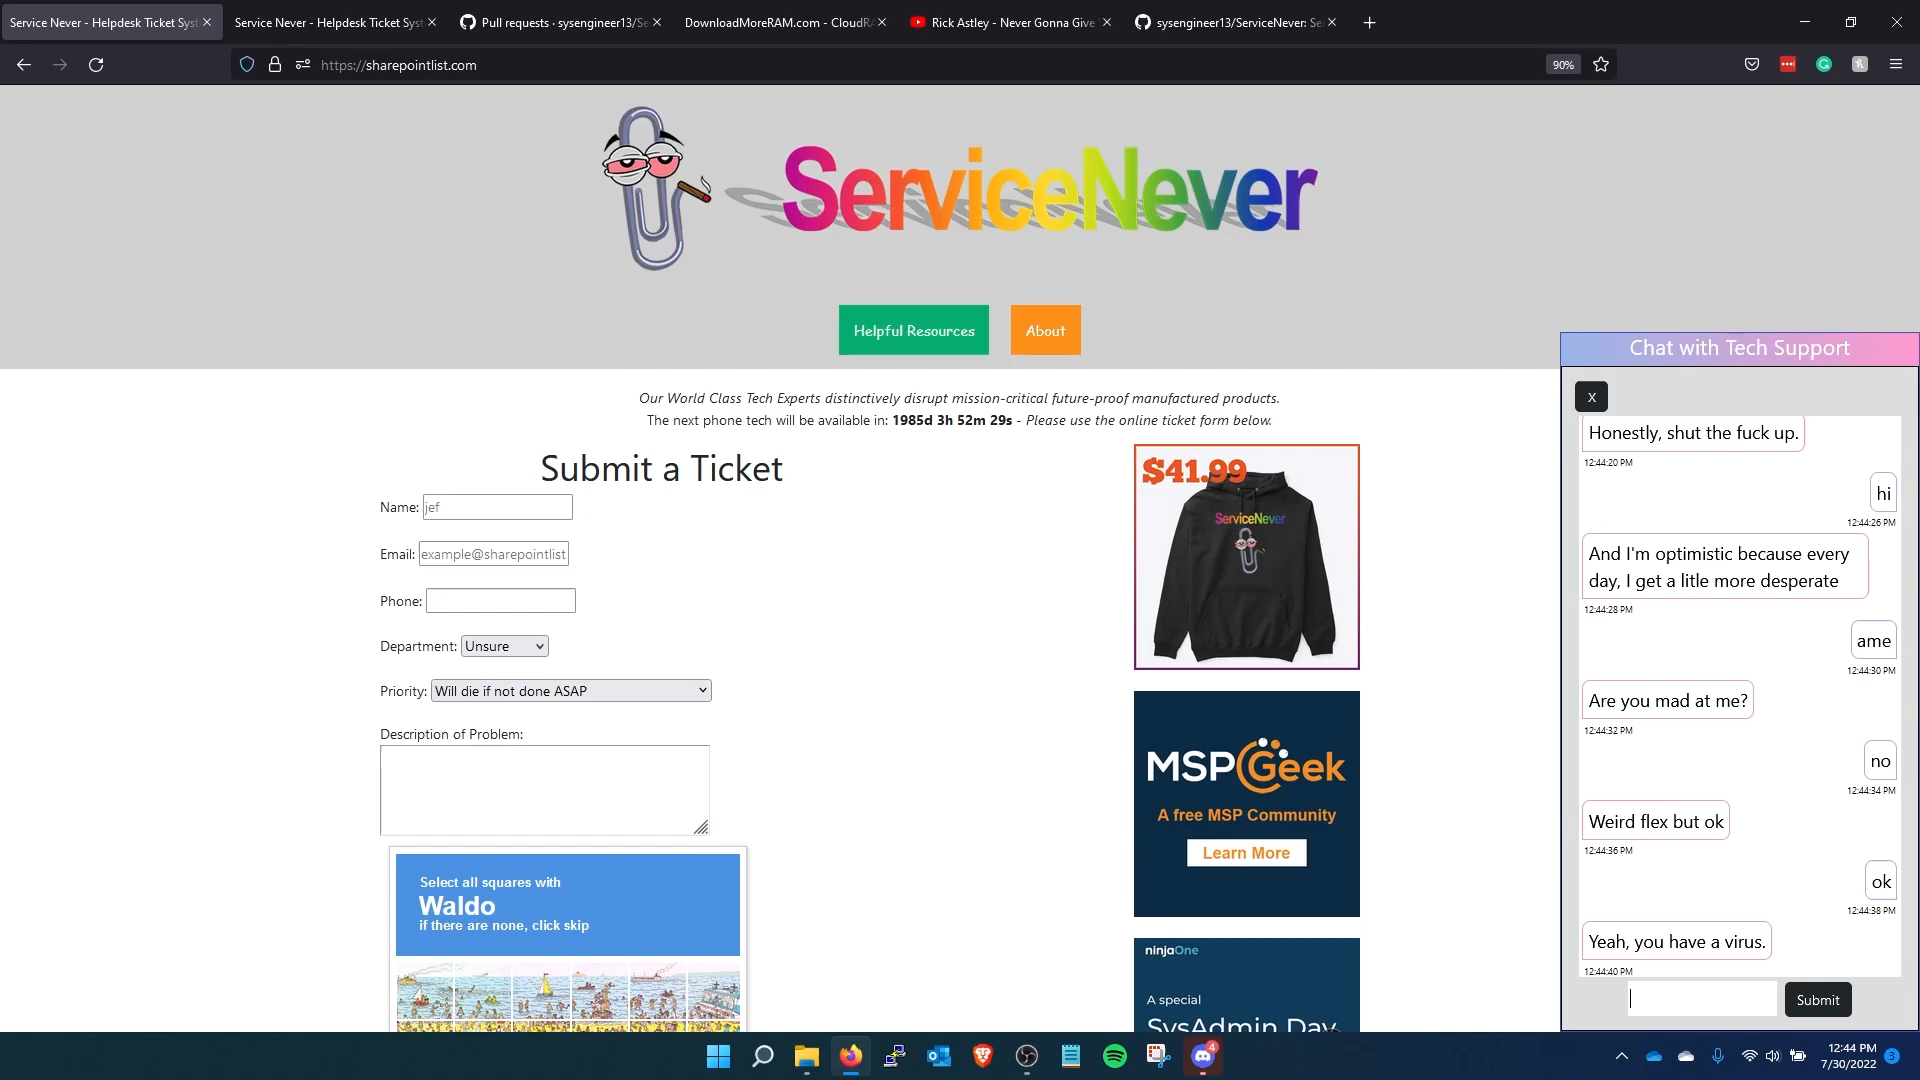 Service Never - Helpdesk Ticket Syst
Service Never - Helpdesk Ticket Syst
Pull requests · sysengineer13/Se
DownloadMoreRAM.com - CloudRA
Rick Astley - Never Gonna Give
sysengineer13/ServiceNever: Se
https://sharepointlist.com
90%
ServiceNever
Helpful Resources
About
Our World Class Tech Experts distinctively disrupt mission-critical future-proof manufactured products.
The next phone tech will be available in: 1985d 3h 52m 29s - Please use the online ticket form below.
Submit a Ticket
Name: jef
Email: example@sharepointlist
Phone:
Department: Unsure
Priority: Will die if not done ASAP
Description of Problem:
Select all squares with
Waldo
if there are none, click skip
$41.99
ServiceNever
MSPGeek
A free MSP Community
Learn More
ninjaOne
A special
SysAdmin Day
Chat with Tech Support
X
Honestly, shut the fuck up.
12:44:20 PM
hi
12:44:26 PM
And I'm optimistic because every
day, I get a litle more desperate
12:44:28 PM
ame
12:44:30 PM
Are you mad at me?
12:44:32 PM
no
12:44:34 PM
Weird flex but ok
12:44:36 PM
ok
12:44:38 PM
Yeah, you have a virus.
12:44:40 PM
Submit
4
12:44 PM
7/30/2022
3